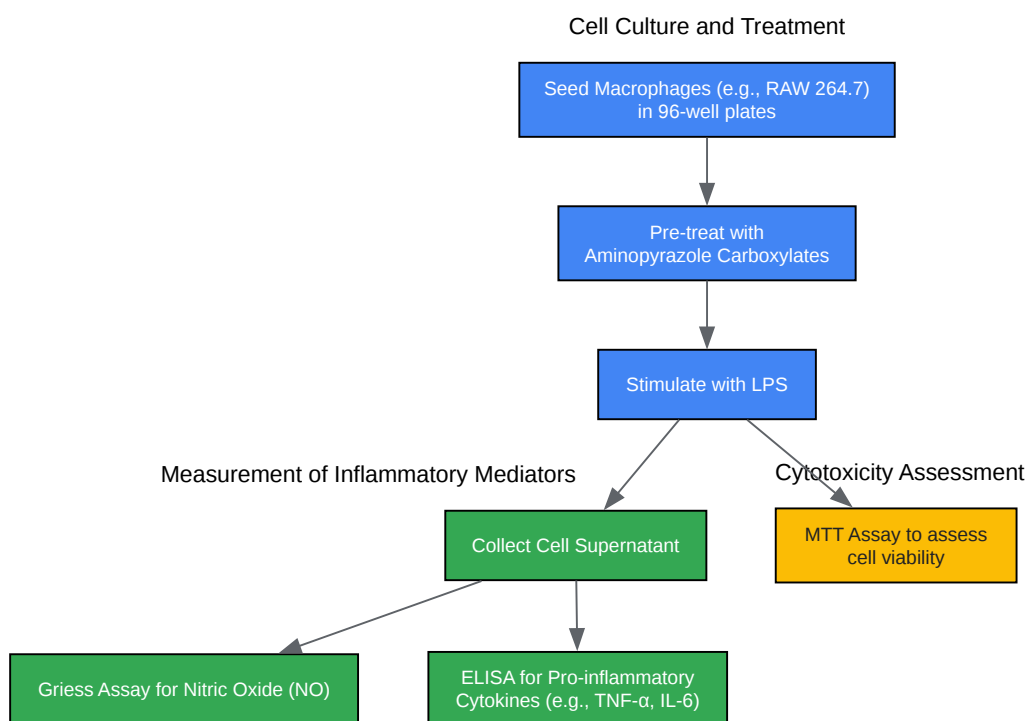 Cell Culture and Treatment
Seed Macrophages (e.g., RAW 264.7)
in 96-well plates
Pre-treat with
Aminopyrazole Carboxylates
Stimulate with LPS
Measurement of Inflammatory Mediators
Cytotoxicity Assessment
Collect Cell Supernatant
MTT Assay to assess
cell viability
Griess Assay for Nitric Oxide (NO)
ELISA for Pro-inflammatory
Cytokines (e.g., TNF-α, IL-6)